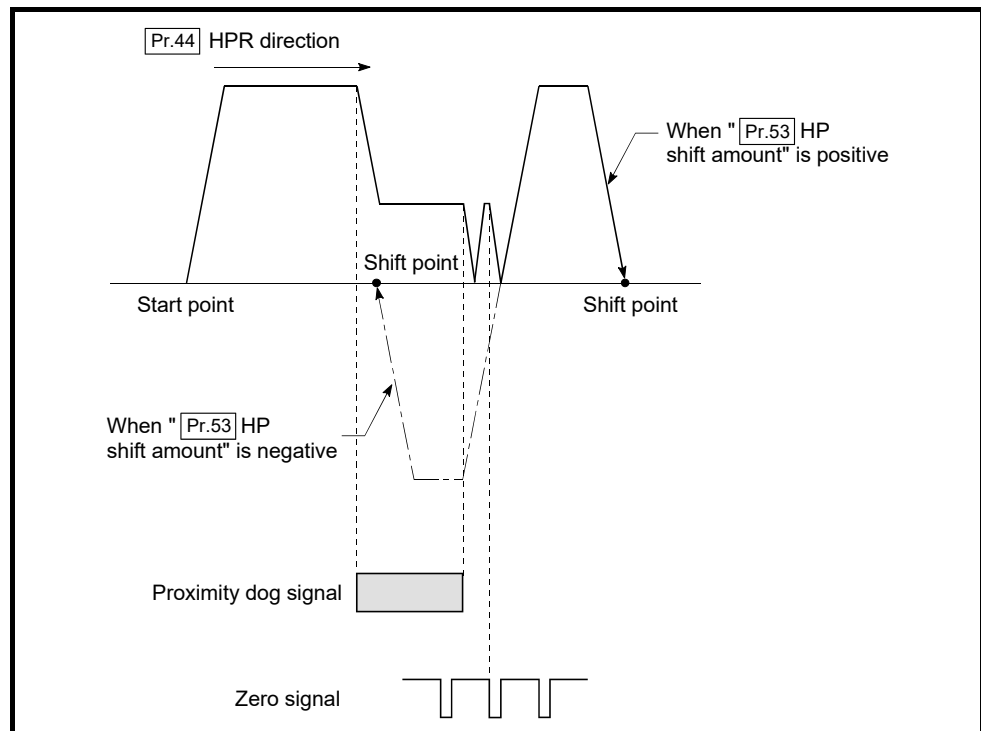 Pr.44 HPR direction
When " Pr.53 HP
shift amount" is positive
Shift point
Start point
Shift point
When " Pr.53 HP
shift amount" is negative
Proximity dog signal
Zero signal